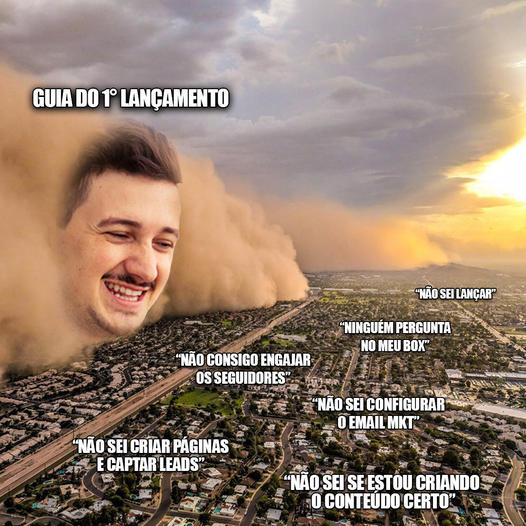 GUIA DO 1° LANÇAMENTO
"NÃO SEI LANÇAR"
"NINGUÉM PERGUNTA
NO MEU BOX"
"NÃO CONSIGO ENGAJAR
OS SEGUIDORES"
"NÃO SEI CONFIGURAR
O EMAIL MKT"
"NÃO SEI CRIAR PÁGINAS
E CAPTAR LEADS"
"NÃO SEI SE ESTOU CRIANDO
O CONTEÚDO CERTO"